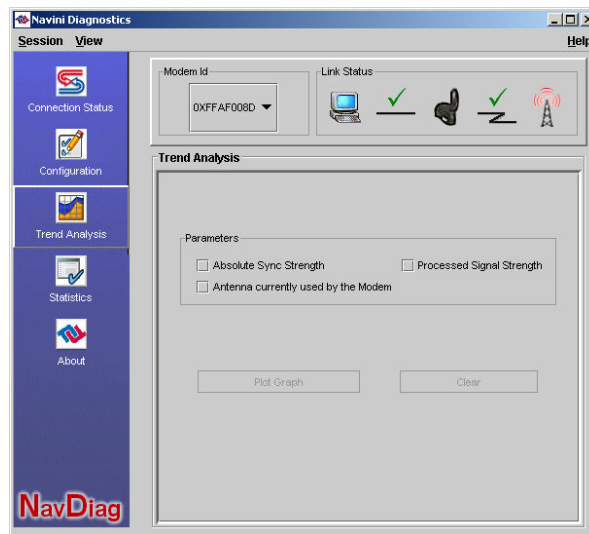 Navini Diagnostics
Session View Help
Modem Id
Link Status
0XFFAF008D
Connection Status
Configuration
Trend Analysis
Statistics
About
NavDiag
Trend Analysis
Parameters
Absolute Sync Strength
Processed Signal Strength
Antenna currently used by the Modem
Plot Graph
Clear